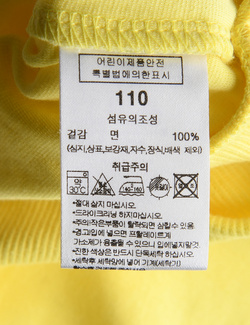 어린이제품안전
특별법에의한표시
110
섬유의조성
겉감 면 100%
(심지,상표,보강재,자수,장식,배색 제외)
취급주의
약
30℃
•절대 삶지 마십시오.
•드라이크리닝 하지마십시오.
•주의:작은부품이 탈락되면 삼킬수 있음
•경고:입에 넣으면 프탈레이트계
가소제가 용출될 수 있으니 입에넣지말것
•진한 색상은 반드시 단독세탁 하십시오.
•세탁후 세탁망에 넣어 기계(세탁기)